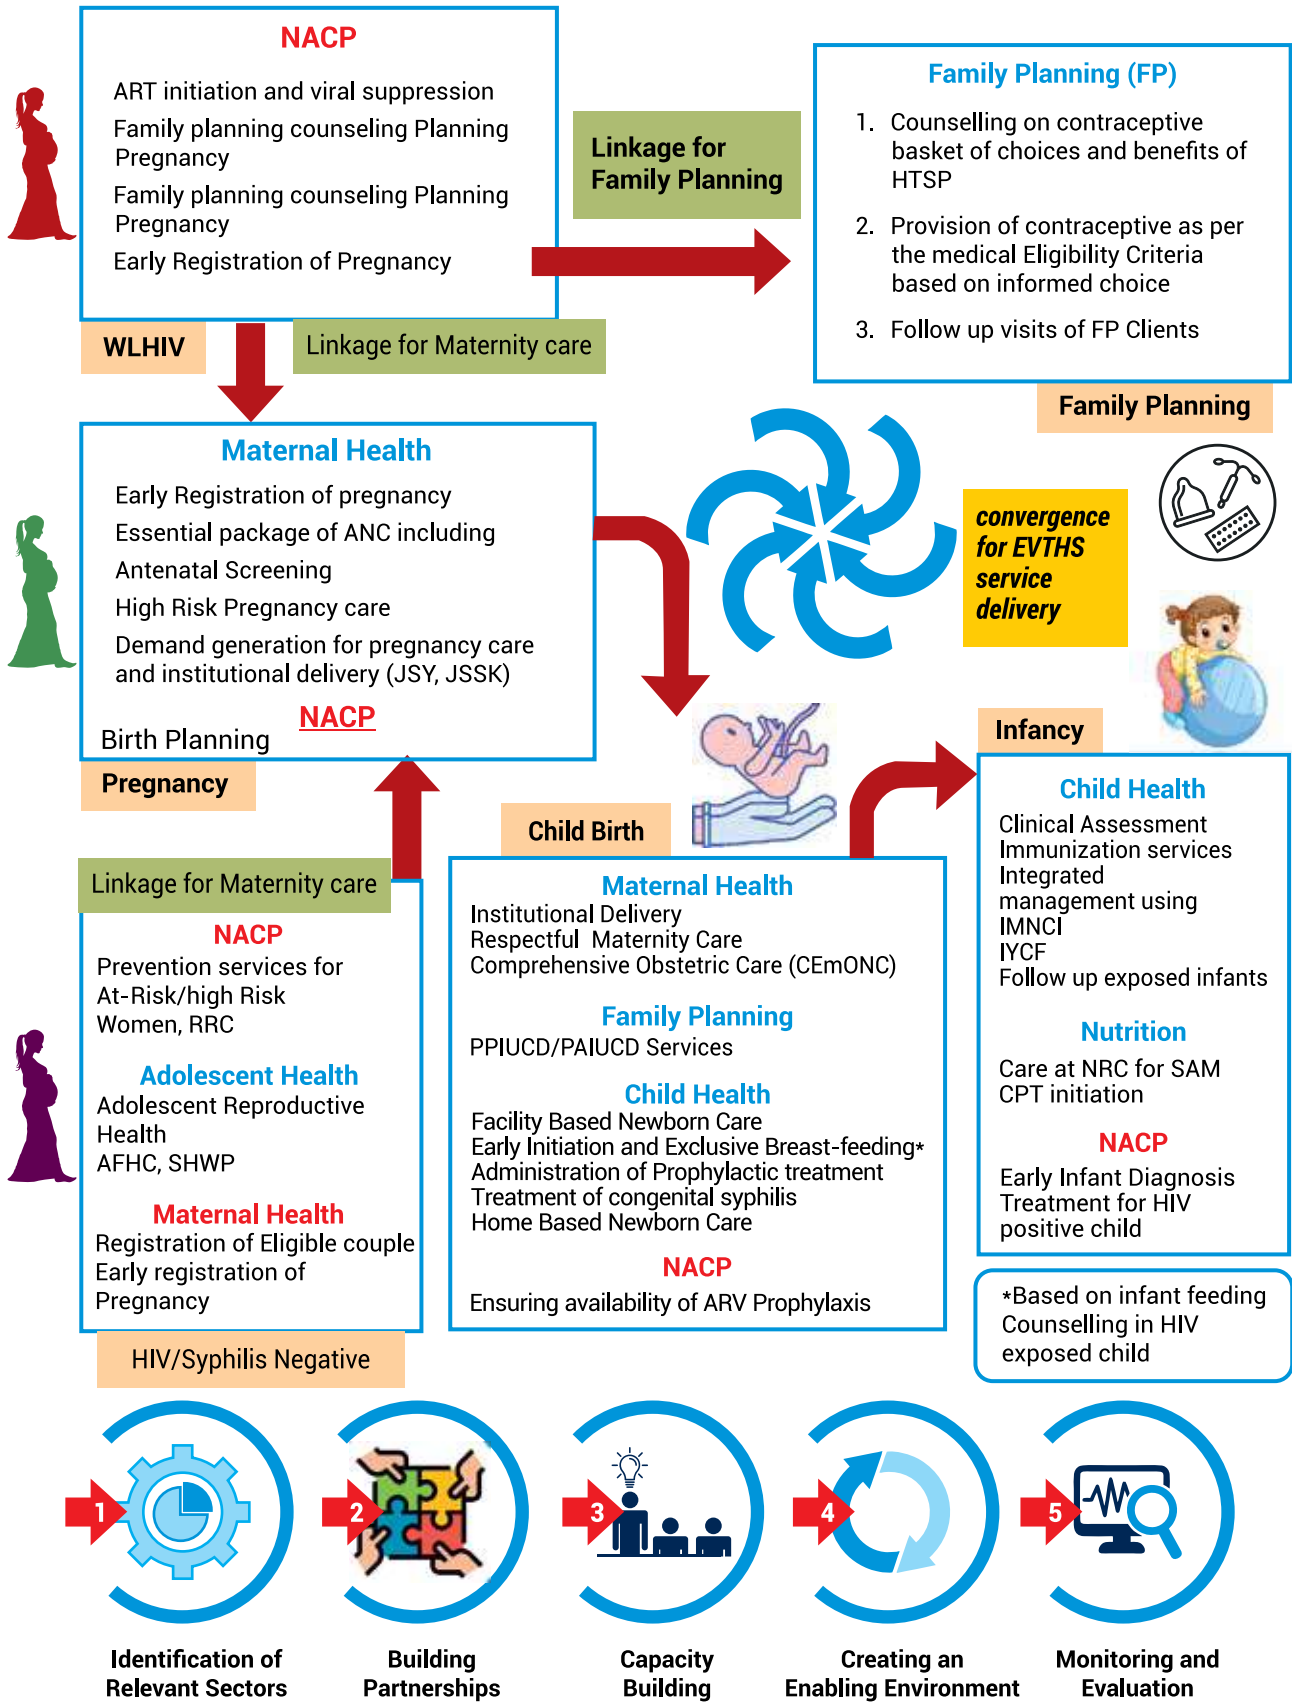 NACP
ART initiation and viral suppression
Family planning counseling Planning
Pregnancy
Family planning counseling Planning
Pregnancy
Early Registration of Pregnancy
WLHIV
Linkage for Maternity care
Linkage for
Family Planning
Family Planning (FP)
1. Counselling on contraceptive
basket of choices and benefits of
HTSP
2. Provision of contraceptive as per
the medical Eligibility Criteria
based on informed choice
3. Follow up visits of FP Clients
Family Planning
Maternal Health
Early Registration of pregnancy
Essential package of ANC including
Antenatal Screening
High Risk Pregnancy care
Demand generation for pregnancy care
and institutional delivery (JSY, JSSK)
NACP
Birth Planning
Pregnancy
convergence
for EVTHS
service
delivery
Linkage for Maternity care
NACP
Prevention services for
At-Risk/high Risk
Women, RRC
Adolescent Health
Adolescent Reproductive
Health
AFHC, SHWP
Maternal Health
Registration of Eligible couple
Early registration of
Pregnancy
HIV/Syphilis Negative
Child Birth
Maternal Health
Institutional Delivery
Respectful Maternity Care
Comprehensive Obstetric Care (CEmONC)
Family Planning
PPIUCD/PAIUCD Services
Child Health
Facility Based Newborn Care
Early Initiation and Exclusive Breast-feeding*
Administration of Prophylactic treatment
Treatment of congenital syphilis
Home Based Newborn Care
NACP
Ensuring availability of ARV Prophylaxis
Infancy
Child Health
Clinical Assessment
Immunization services
Integrated
management using
IMNCI
IYCF
Follow up exposed infants
Nutrition
Care at NRC for SAM
CPT initiation
NACP
Early Infant Diagnosis
Treatment for HIV
positive child
*Based on infant feeding
Counselling in HIV
exposed child
1
2
3
4
5
Identification of
Relevant Sectors
Building
Partnerships
Capacity
Building
Creating an
Enabling Environment
Monitoring and
Evaluation